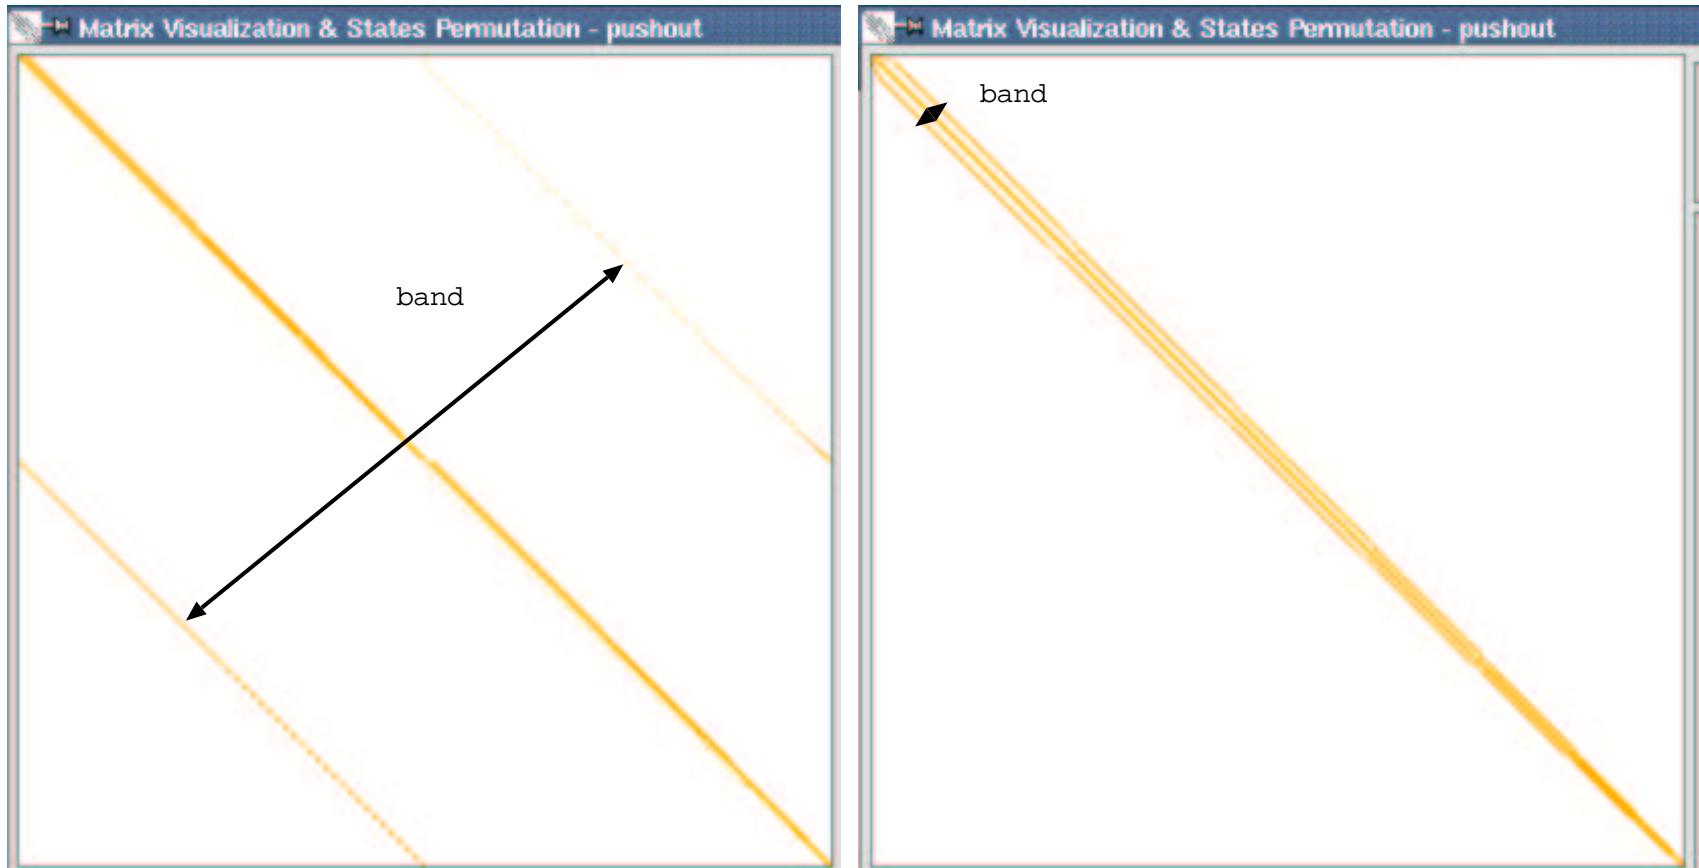 Matrix Visualization & States Permutation - pushout
band
Matrix Visualization & States Permutation - pushout
band